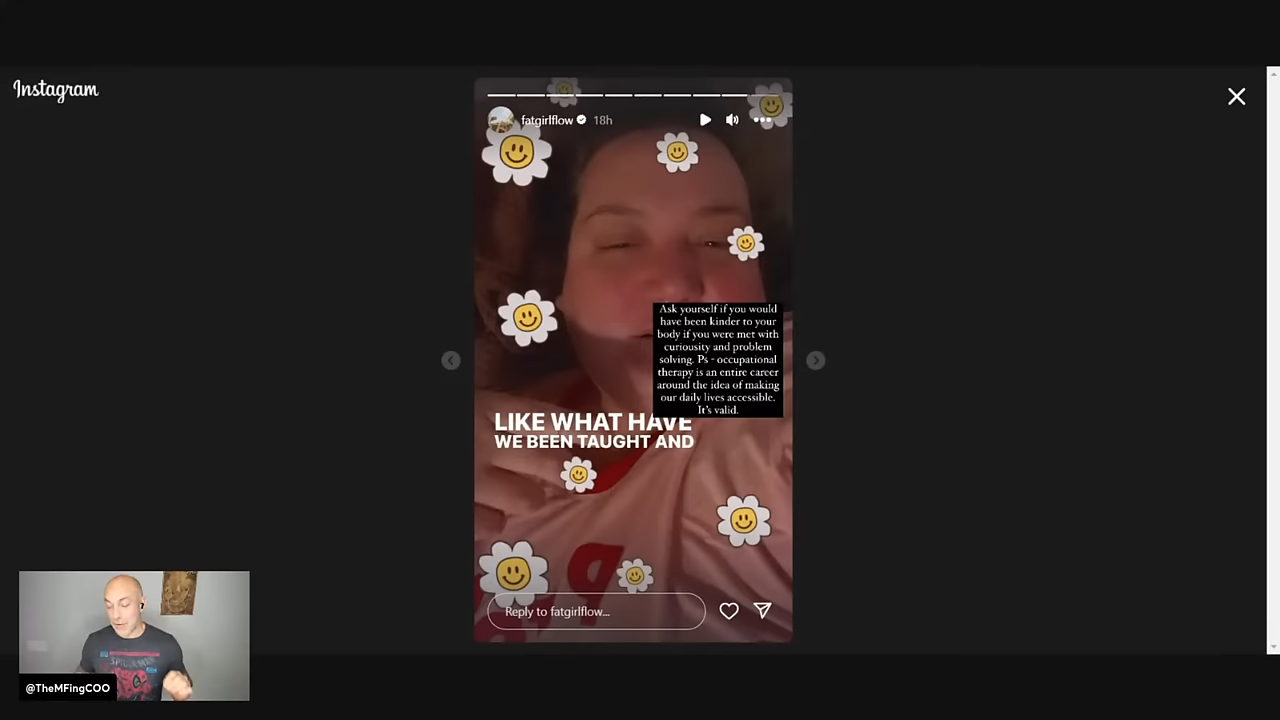 Instagram
fatgirlflow 18h
Ask yourself if you would
have been kinder to your
body if you were met with
curiousity and problem
solving. Ps - occupational
therapy is an entire career
around the idea of making
our daily lives accessible.
It's valid.
LIKE WHAT HAVE
WE BEEN TAUGHT AND
Reply to fatgirlflow...
@TheMFingCOO